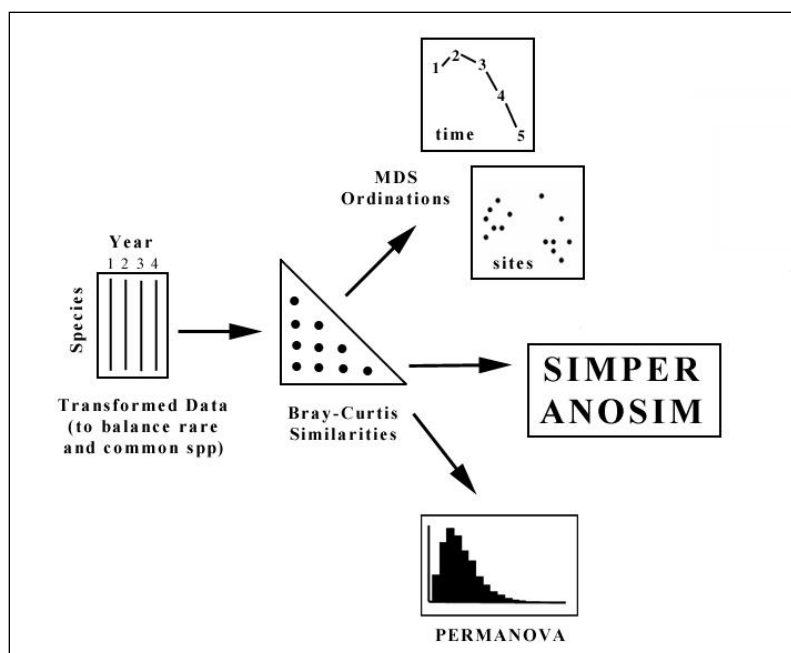 1 2 3
4
5
time
MDS
Ordinations
sites
Year
1 2 3 4
Species
Transformed Data
(to balance rare
and common spp)
Bray-Curtis
Similarities
SIMPER
ANOSIM
PERMANOVA